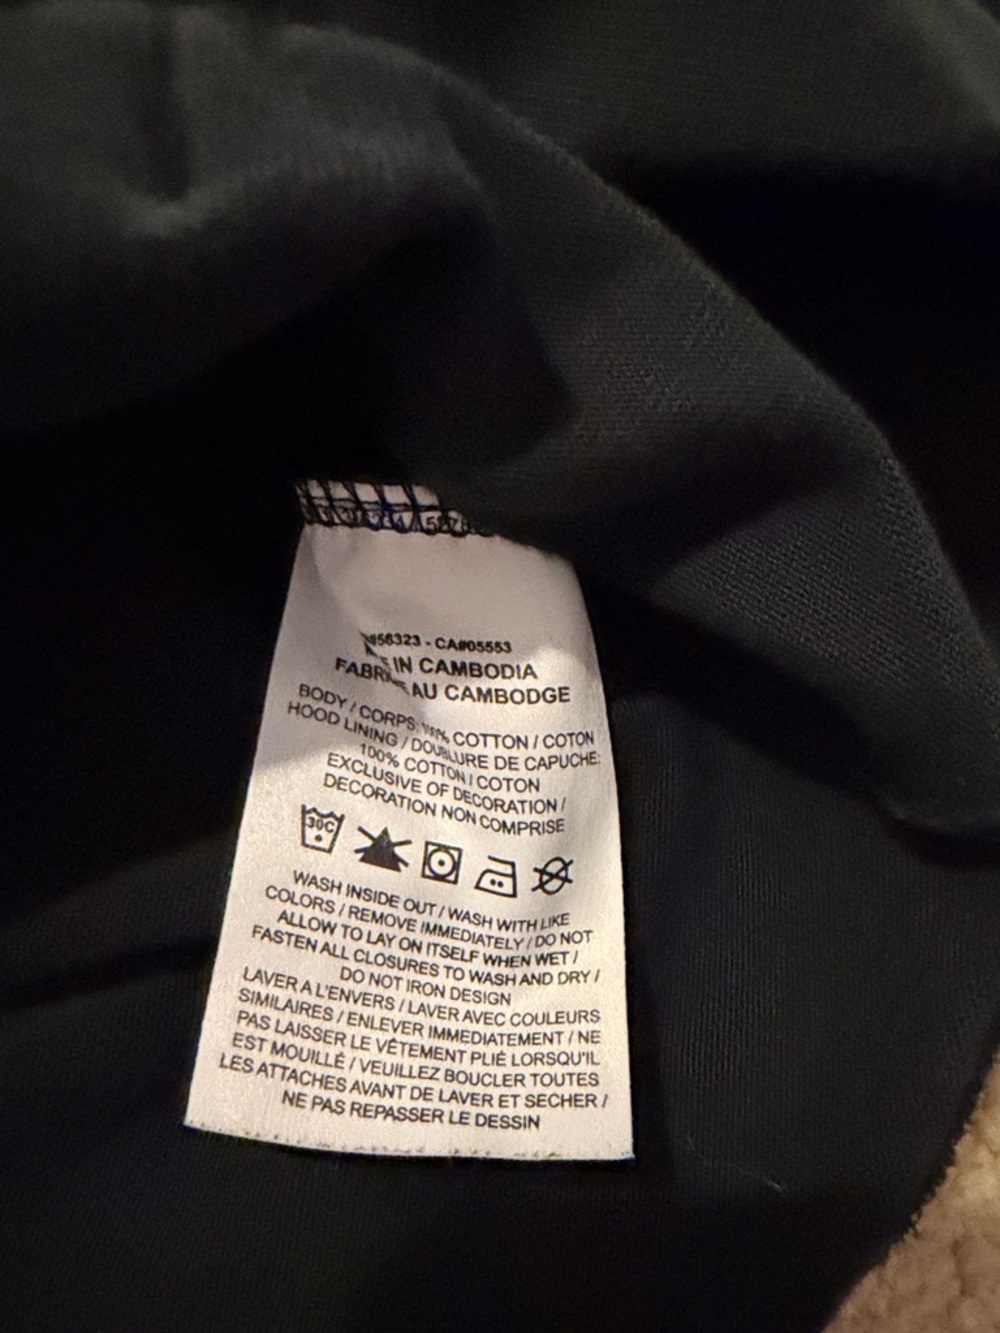 56323 - CA#05553
IN CAMBODIA
AU CAMBODGE
BODY / CORPS: COTTON / COTON
HOOD LINING / DOUBLURE DE CAPUCHE:
100% COTTON / COTON
EXCLUSIVE OF DECORATION /
DECORATION NON COMPRISE
30C
WASH INSIDE OUT / WASH WITH LIKE
COLORS / REMOVE IMMEDIATELY / DO NOT
ALLOW TO LAY ON ITSELF WHEN WET /
FASTEN ALL CLOSURES TO WASH AND DRY /
DO NOT IRON DESIGN
LAVER A L'ENVERS / LAVER AVEC COULEURS
SIMILAIRES / ENLEVER IMMEDIATEMENT / NE
PAS LAISSER LE VÊTEMENT PLIÉ LORSQU'IL
EST MOUILLÉ / VEUILLEZ BOUCLER TOUTES
LES ATTACHES AVANT DE LAVER ET SECHER /
NE PAS REPASSER LE DESSIN